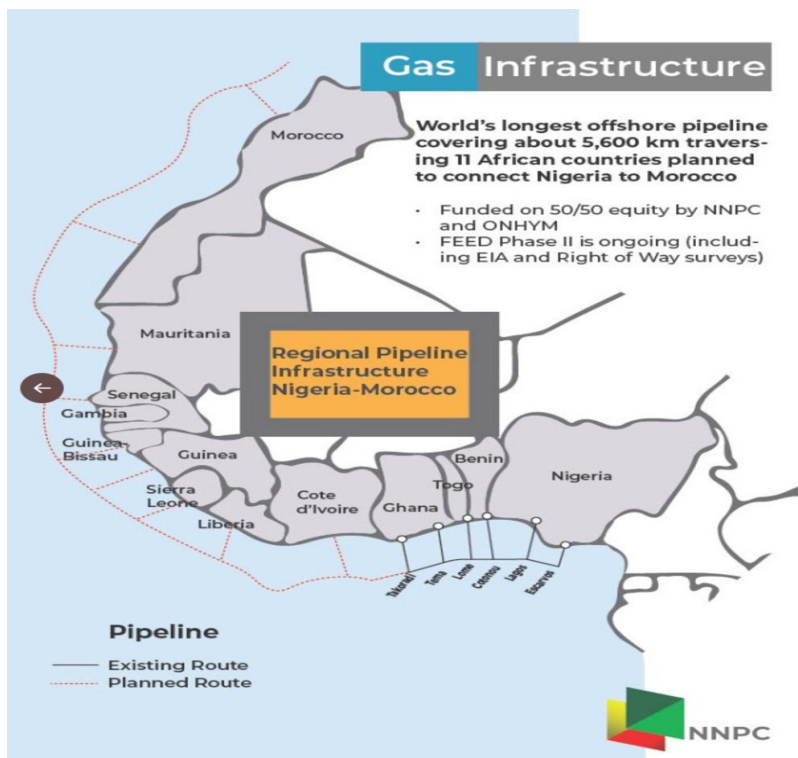 Gas Infrastructure
World's longest offshore pipeline
covering about 5,600 km travers-
ing 11 African countries planned
to connect Nigeria to Morocco
• Funded on 50/50 equity by NNPC
and ONHYM
• FEED Phase II is ongoing (includ-
ing EIA and Right of Way surveys)
Morocco
Mauritania
Regional Pipeline
Infrastructure
Nigeria-Morocco
Senegal
Gambia
Guinea-
Bissau
Guinea
Sierra
Leone
Liberia
Cote
d'Ivoire
Ghana
Togo
Benin
Nigeria
Takoradi
Tema
Lome
Cotonou
Lagos
Escarvos
Pipeline
Existing Route
Planned Route
NNPC